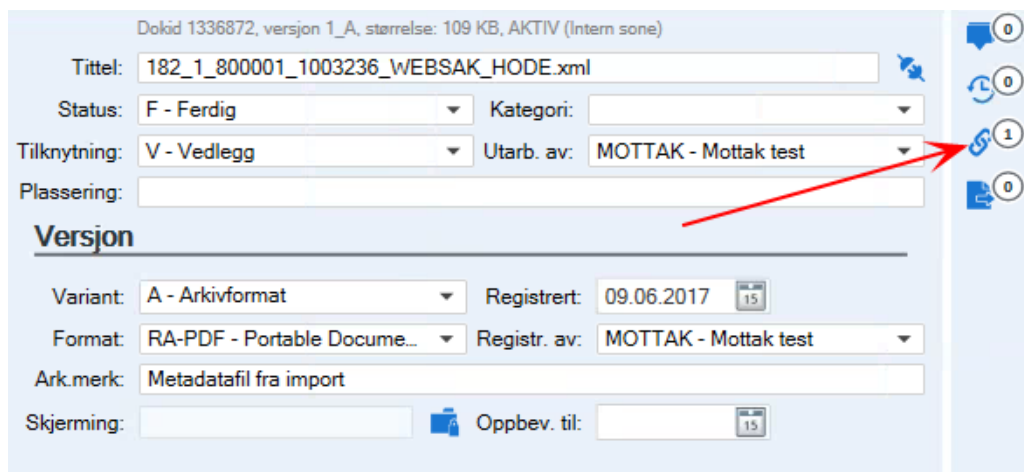 Dokid 1336872, versjon 1_A, størrelse: 109 KB, AKTIV (Intern sone)
0
Tittel: 182_1_800001_1003236_WEBSAK_HODE.xml
0
Status: F - Ferdig Kategori:
1
Tilknytning: V - Vedlegg Utarb. av: MOTTAK - Mottak test
0
Plassering:
Versjon
Variant: A - Arkivformat Registrert: 09.06.2017 15
Format: RA-PDF - Portable Docume... Registr. av: MOTTAK - Mottak test
Ark.merk: Metadatafil fra import
Skjerming: Oppbev. til: 15